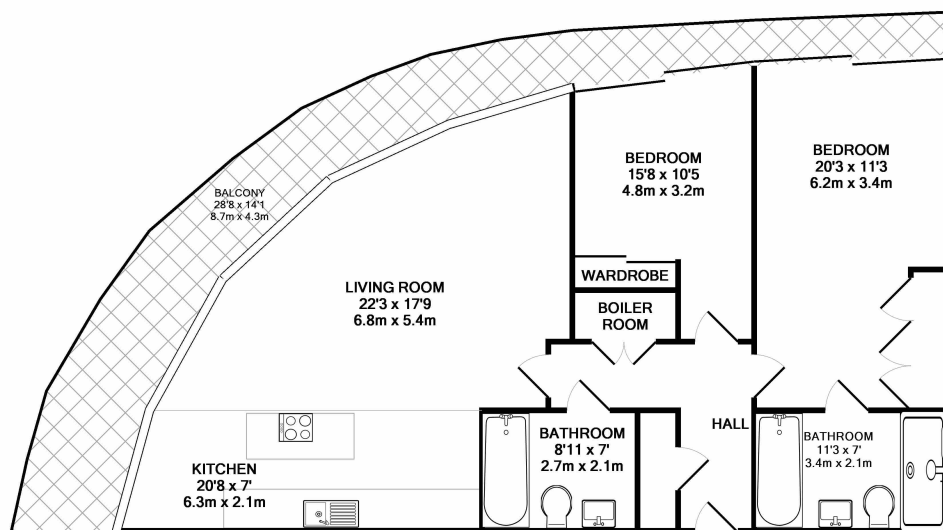 BALCONY
28'8 x 14'1
8.7m x 4.3m
BEDROOM
15'8 x 10'5
4.8m x 3.2m
BEDROOM
20'3 x 11'3
6.2m x 3.4m
WARDROBE
LIVING ROOM
22'3 x 17'9
6.8m x 5.4m
BOILER
ROOM
HALL
BATHROOM
8'11 x 7'
2.7m x 2.1m
BATHROOM
11'3 x 7'
3.4m x 2.1m
KITCHEN
20'8 x 7'
6.3m x 2.1m